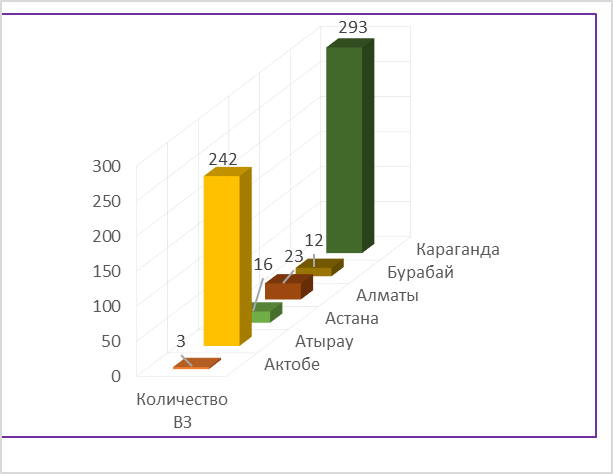 293
242
300
250
200
150
100
50
0
12
23
16
3
Караганда
Бурабай
Алматы
Астана
Атырау
Актобе
Количество
ВЗ